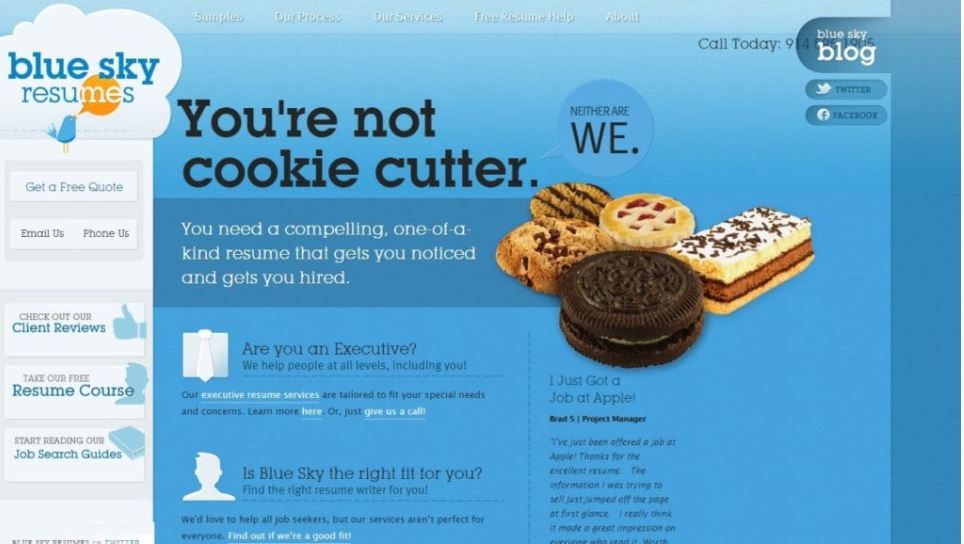 Samples Our Process Our Services Free Resume Help About
Call Today: 914
blue sky
blog
TWITTER
FACEBOOK
blue sky
resumes
Get a Free Quote
Email Us Phone Us
CHECK OUT OUR
Client Reviews
TAKE OUR FREE
Resume Course
START READING OUR
Job Search Guides
BLUE SKY RESUMES on TWITTER
You're not
cookie cutter.
NEITHER ARE
WE.
You need a compelling, one-of-a-
kind resume that gets you noticed
and gets you hired.
Are you an Executive?
We help people at all levels, including you!
Our executive resume services are tailored to fit your special needs
and concerns. Learn more here. Or, just give us a call!
Is Blue Sky the right fit for you?
Find the right resume writer for you!
We'd love to help all job seekers, but our services aren't perfect for
everyone. Find out if we're a good fit!
I Just Got a
Job at Apple!
Brad S | Project Manager
"I've just been offered a job at
Apple! Thanks for the
excellent resume. The
information I was trying to
sell just jumped off the page
at first glance. I really think
it made a great impression on
everyone who read it. Worth